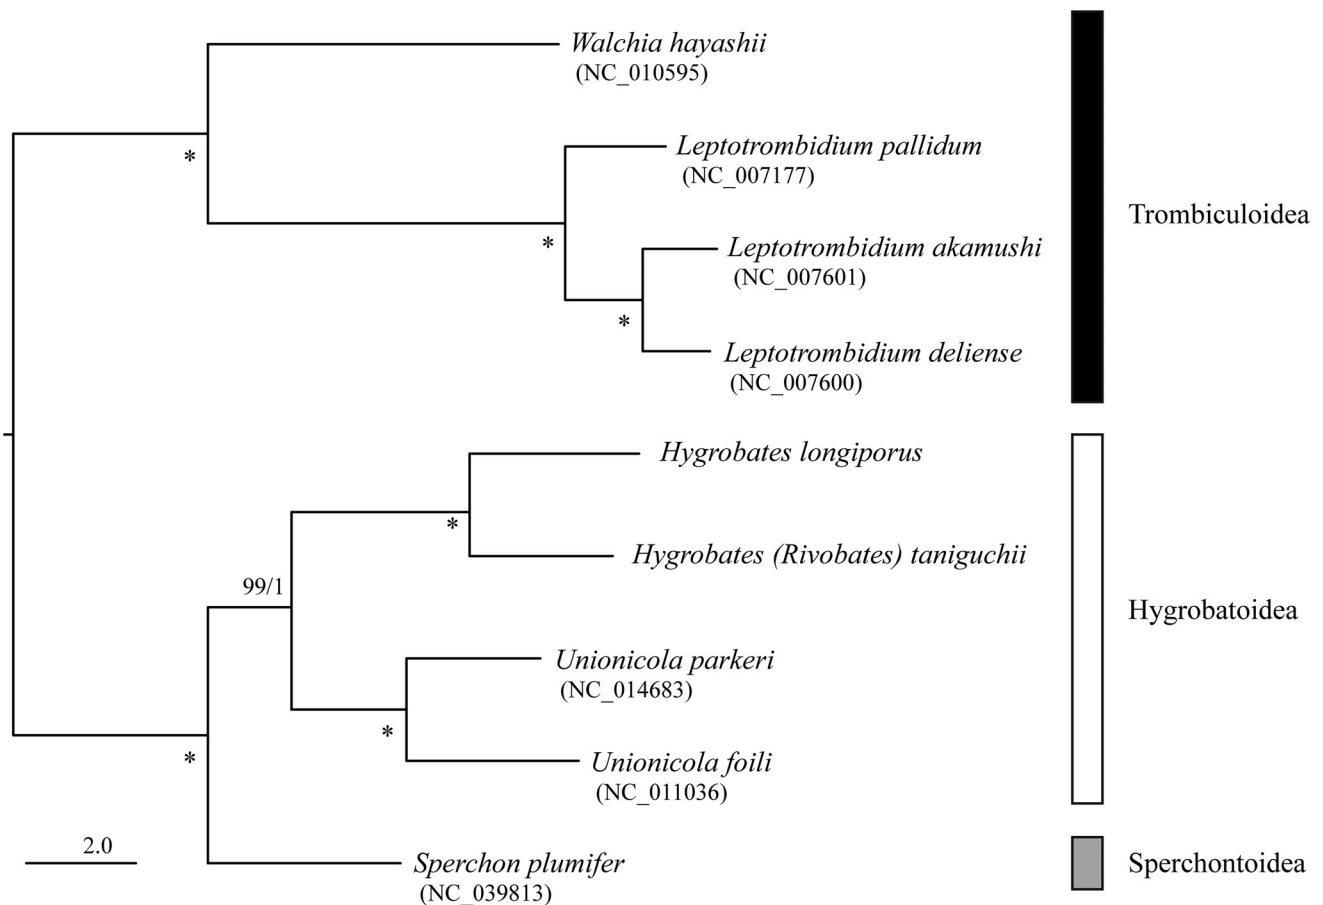 Walchia hayashii
(NC_010595)
*
Leptotrombidium pallidum
(NC_007177)
Trombiculoidea
*
Leptotrombidium akamushi
(NC_007601)
*
Leptotrombidium deliense
(NC_007600)
Hygrobates longiporus
*
Hygrobates (Rivobates) taniguchii
99/1
Hygrobatoidea
Unionicola parkeri
(NC_014683)
*
*
Unionicola foili
(NC_011036)
2.0
Sperchon plumifer
(NC_039813)
Sperchontoidea